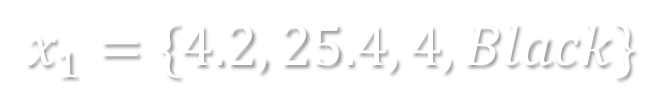 x₁ = {4.2, 25.4, 4, Black}